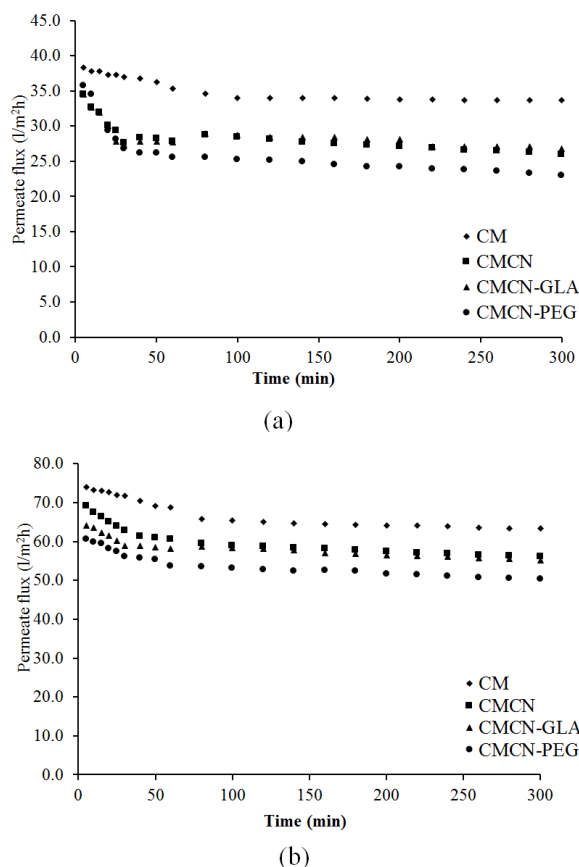 45.0
40.0
35.0
30.0
25.0
20.0
15.0
10.0
5.0
0.0
Permeate flux (l/m²h)
0 50 100 150 200 250 300
Time (min)
CM
CMCN
CMCN-GLA
CMCN-PEG
(a)
80.0
70.0
60.0
50.0
40.0
30.0
20.0
10.0
0.0
Permeate flux (l/m²h)
0 50 100 150 200 250 300
Time (min)
CM
CMCN
CMCN-GLA
CMCN-PEG
(b)